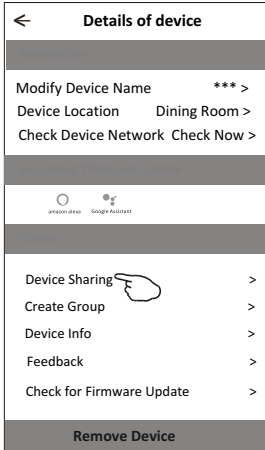 Details of device
Modify Device Name *** >
Device Location Dining Room >
Check Device Network Check Now >
amazon alexa Google Assistant
Device Sharing >
Create Group >
Device Info >
Feedback >
Check for Firmware Update >
Remove Device